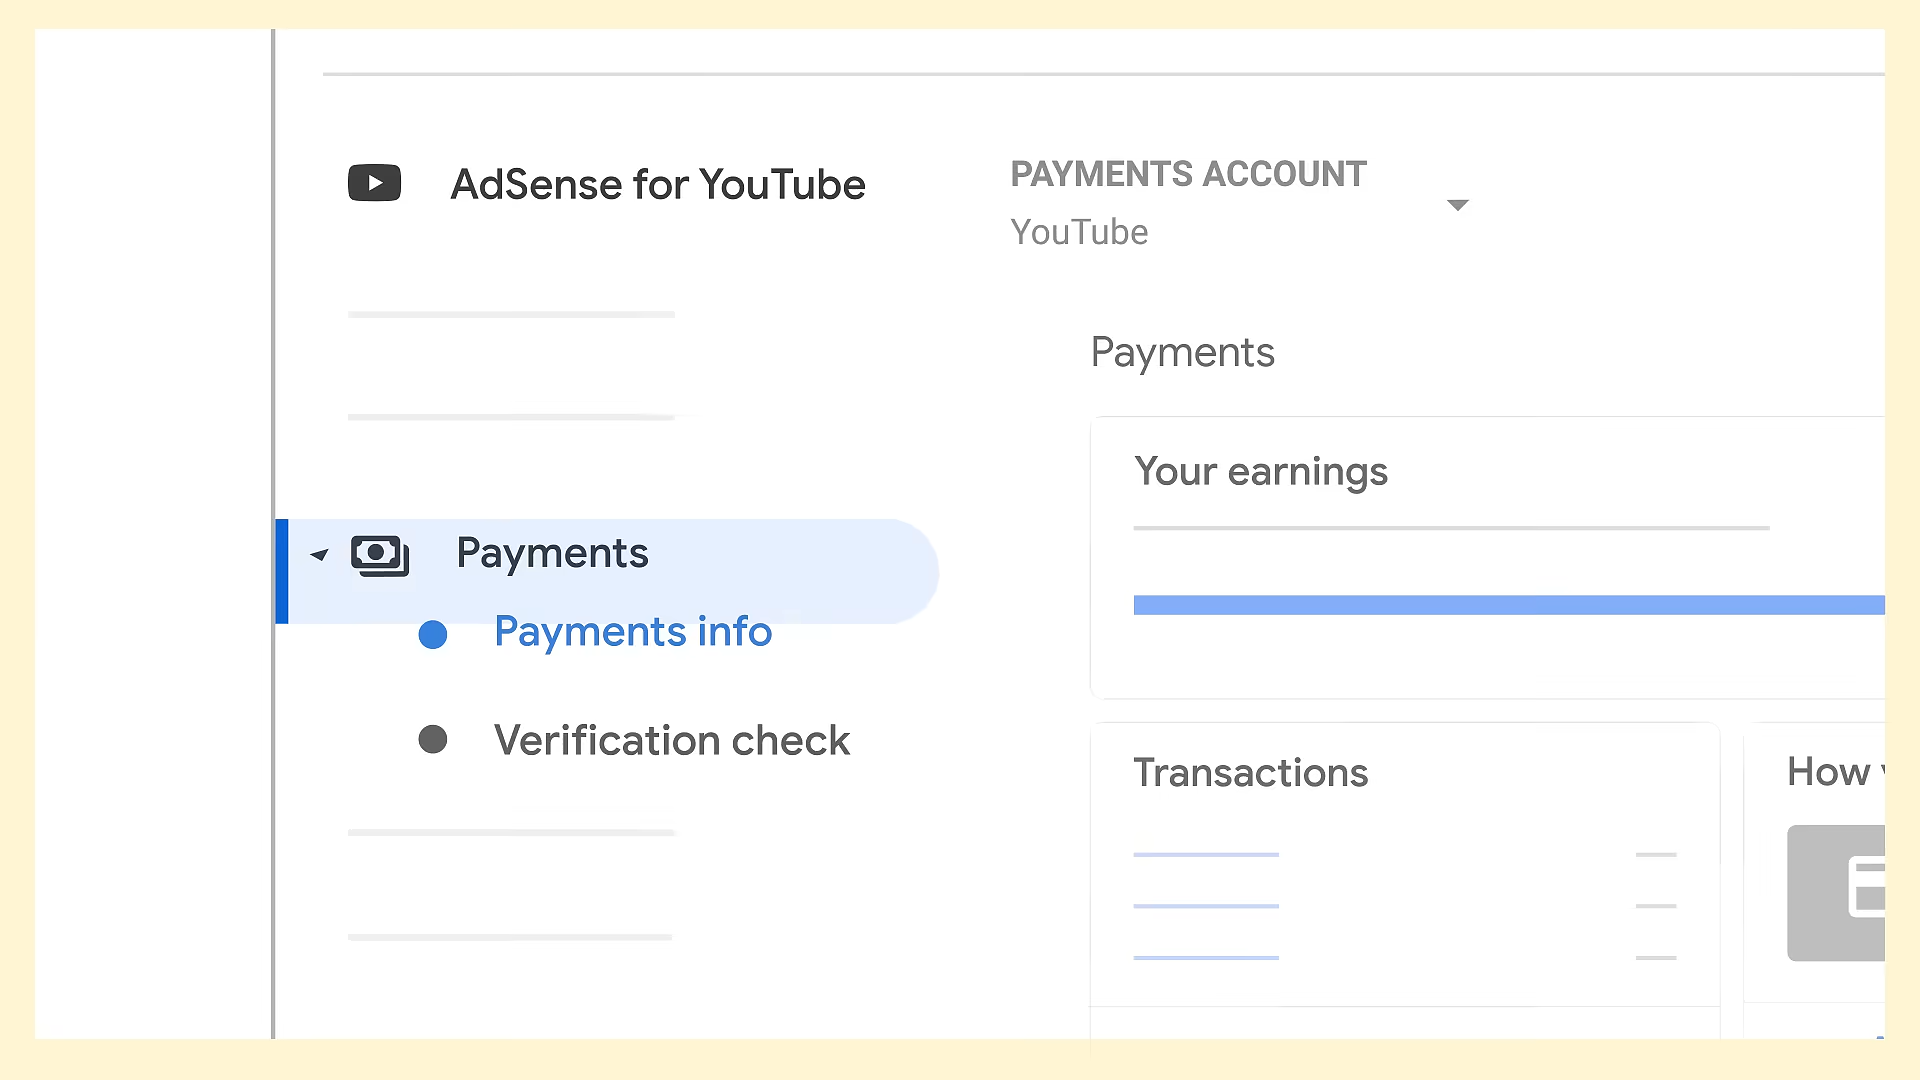 AdSense for YouTube
PAYMENTS ACCOUNT
YouTube
Payments
Your earnings
Payments
Payments info
Verification check
Transactions
How